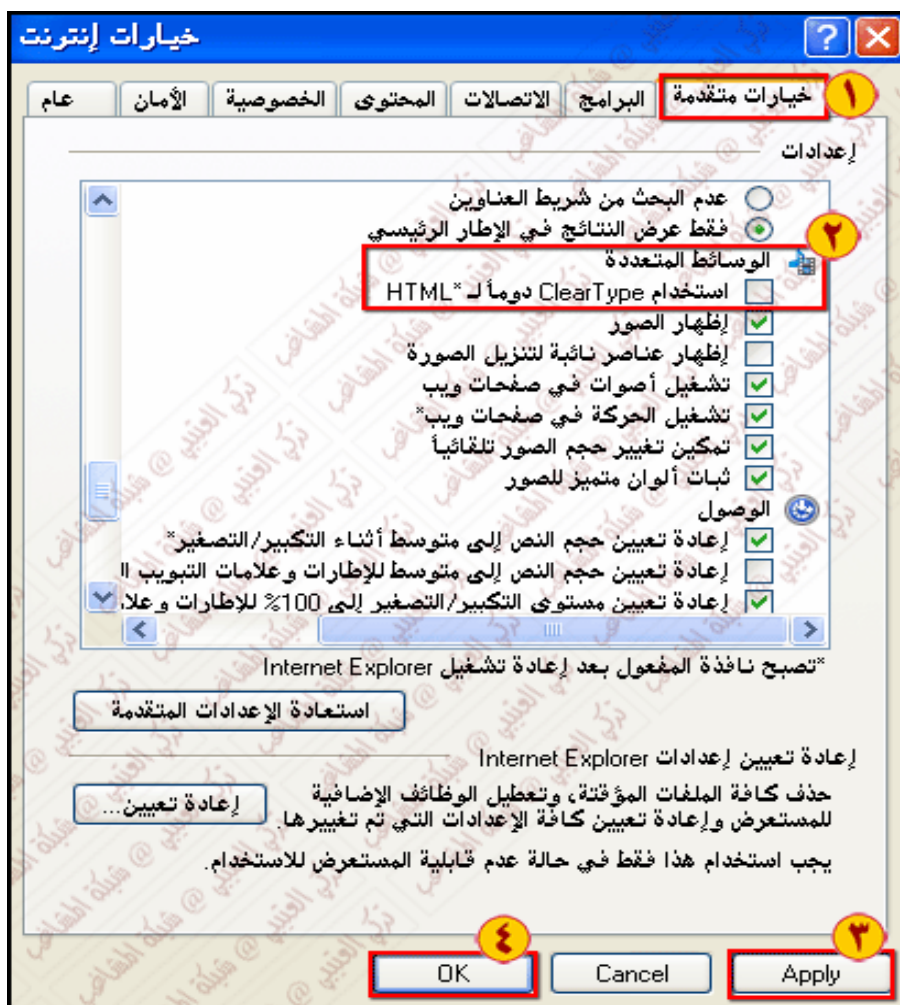 خيارات إنترنت
عام
الأمان
الخصوصية
المحتوى
الاتصالات
البرامج
خيارات متقدمة
١
إعدادات
عدم البحث من شريط العناوين
فقط عرض النتائج في الإطار الرئيسي
٢
الوسائط المتعددة
استخدام ClearType دوماً لـ HTML*
إظهار الصور
إظهار عناصر نائبة لتنزيل الصورة
تشغيل أصوات في صفحات ويب
تشغيل الحركة في صفحات ويب*
تمكين تغيير حجم الصور تلقائياً
ثبات ألوان متميز للصور
الوصول
إعادة تعيين حجم النص إلى متوسط أثناء التكبير/التصغير*
إعادة تعيين حجم النص إلى متوسط للإطارات وعلامات التبويب ا
إعادة تعيين مستوى التكبير/التصغير إلى 100% للإطارات وعلا
*تصبح نافذة المفعول بعد إعادة تشغيل Internet Explorer
استعادة الإعدادات المتقدمة
إعادة تعيين إعدادات Internet Explorer
حذف كافة الملفات المؤقتة، وتعطيل الوظائف الإضافية
للمستعرض وإعادة تعيين كافة الإعدادات التي تم تغييرها.
إعادة تعيين...
يجب استخدام هذا فقط في حالة عدم قابلية المستعرض للاستخدام.
٤
٣
OK
Cancel
Apply